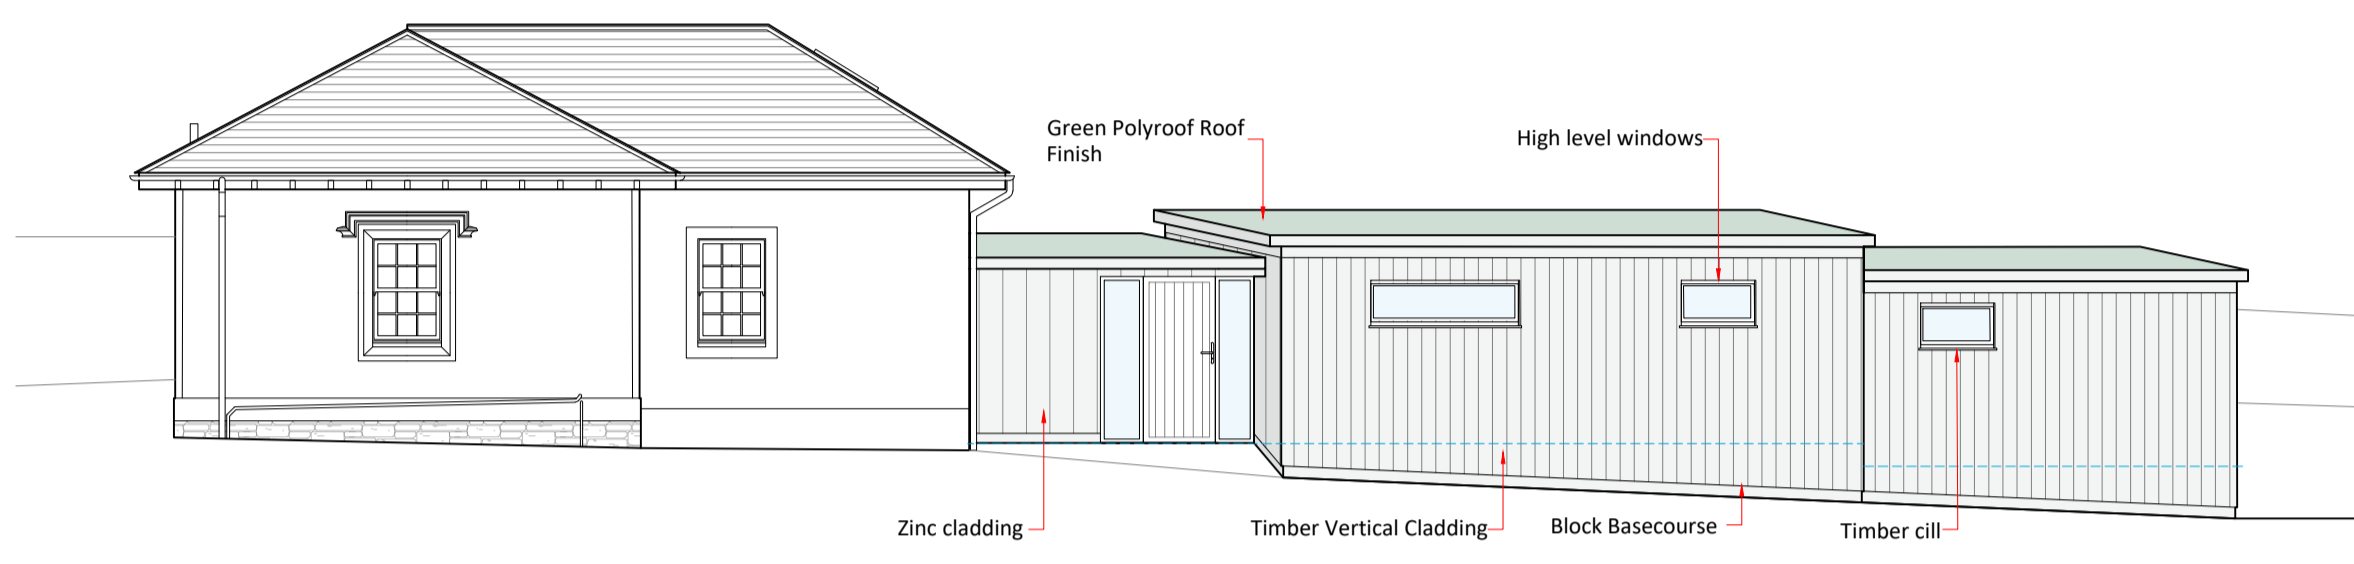 Green Polyroof Roof
Finish
High level windows
Zinc cladding
Timber Vertical Cladding
Block Basecourse
Timber cill